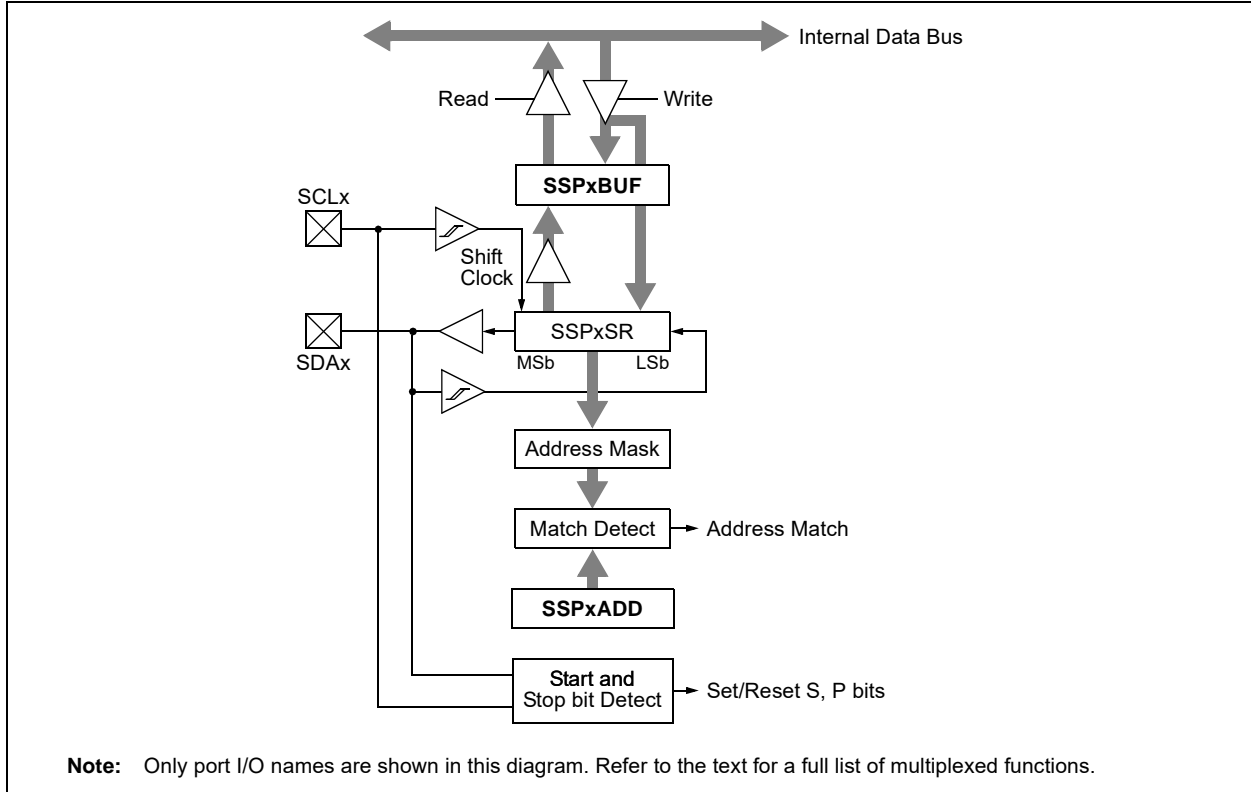 Internal Data Bus
Read
Write
SSPxBUF
SCLx
Shift
Clock
SSPxSR
SDAx
MSb
LSb
Address Mask
Match Detect
Address Match
SSPxADD
Start and
Stop bit Detect
Set/Reset S, P bits
Note: Only port I/O names are shown in this diagram. Refer to the text for a full list of multiplexed functions.